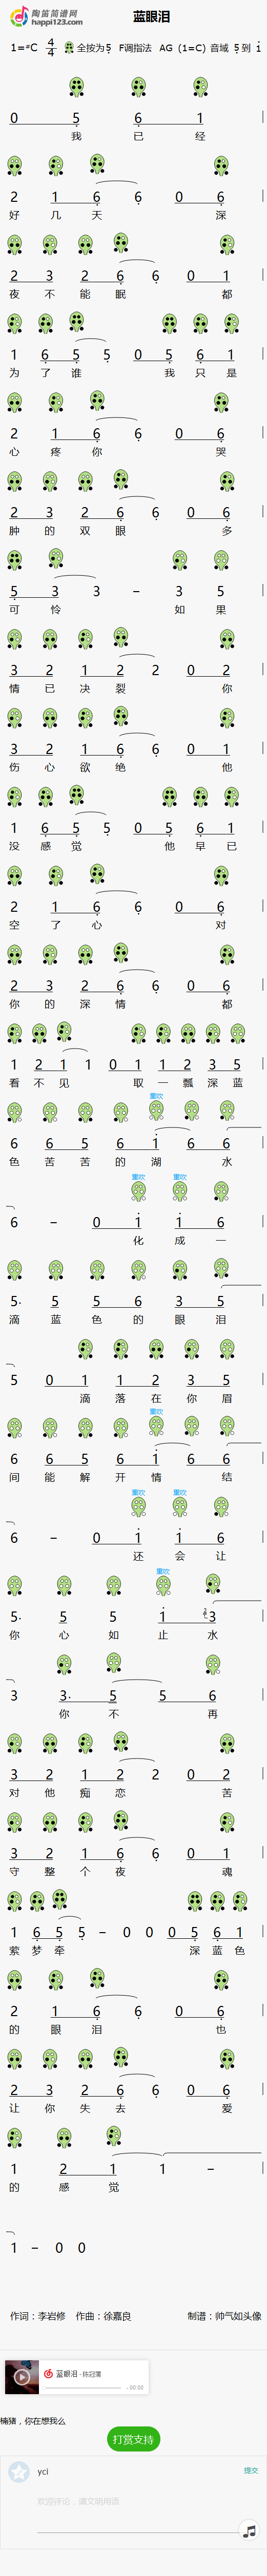 陶笛简谱网
happi123.com
蓝眼泪
1=#C 4/4 全按为5 F调指法 AG (1=C) 音域 5 到 i
0 5 6 1
我 已 经
2 1 6 6 0 6
好 几 天 深
2 3 2 6 6 0 1
夜 不 能 眠 都
1 6 5 5 0 5 6 1
为 了 谁 我 只 是
2 1 6 6 0 6
心 疼 你 哭
2 3 2 6 6 0 6
肿 的 双 眼 多
5 3 3 - 3 5
可 怜 如 果
3 2 1 2 2 0 2
情 已 决 裂 你
3 2 1 6 6 0 1
伤 心 欲 绝 他
1 6 5 5 0 5 6 1
没 感 觉 他 早 已
2 1 6 6 0 6
空 了 心 对
2 3 2 6 6 0 6
你 的 深 情 都
1 2 1 1 0 1 1 2 3 5
看 不 见 取 一 瓢 深 蓝
重吹
6 6 5 6 1 6 6
色 苦 苦 的 湖 水
重吹 重吹
6 - 0 1 1 6
化 成 一
5· 5 5 6 3 5
滴 蓝 色 的 眼 泪
5 0 1 1 2 3 5
滴 落 在 你 眉
重吹
6 6 5 6 1 6 6
间 能 解 开 情 结
重吹 重吹
6 - 0 1 1 6
还 会 让
重吹
5· 5 5 1 3
你 心 如 止 水
3 3· 5 5 6
你 不 再
3 2 1 2 2 0 2
对 他 痴 恋 苦
3 2 1 6 6 0 1
守 整 个 夜 魂
1 6 5 5 - 0 0 0 5 6 1
萦 梦 牵 深 蓝 色
2 1 6 6 0 6
的 眼 泪 也
2 3 2 6 6 0 6
让 你 失 去 爱
1 2 1 1 -
的 感 觉
1 - 0 0
作词：李岩修 作曲：徐嘉良 制谱：帅气如头像
蓝眼泪 - 陈冠蒲
- 00:00
楠猪，你在想我么
打赏支持
yci 提交
欢迎评论，请文明用语